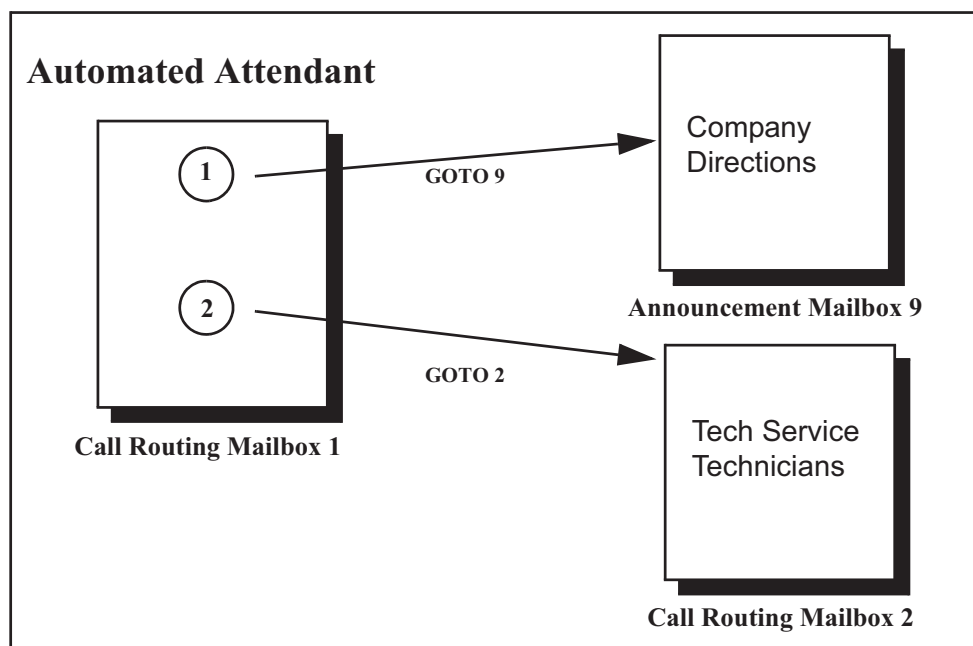 Automated Attendant
1
GOTO 9
Company
Directions
Announcement Mailbox 9
2
GOTO 2
Call Routing Mailbox 1
Tech Service
Technicians
Call Routing Mailbox 2